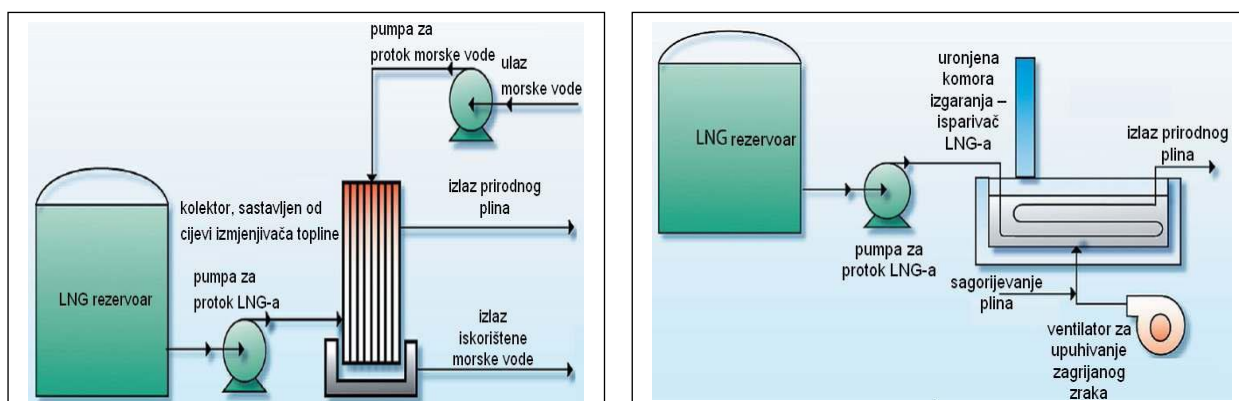 pumpa za
protok morske vode
ulaz
morske vode
LNG rezervoar
kolektor, sastavljen od
cijevi izmjenjivača topline
pumpa za
protok LNG-a
izlaz prirodnog
plina
izlaz
iskorištene
morske vode
LNG rezervoar
uronjena
komora
izgaranja –
isparivač
LNG-a
izlaz prirodnog
plina
pumpa za
protok LNG-a
sagorijevanje
plina
ventilator za
upuhivanje
zagrijanog
zraka